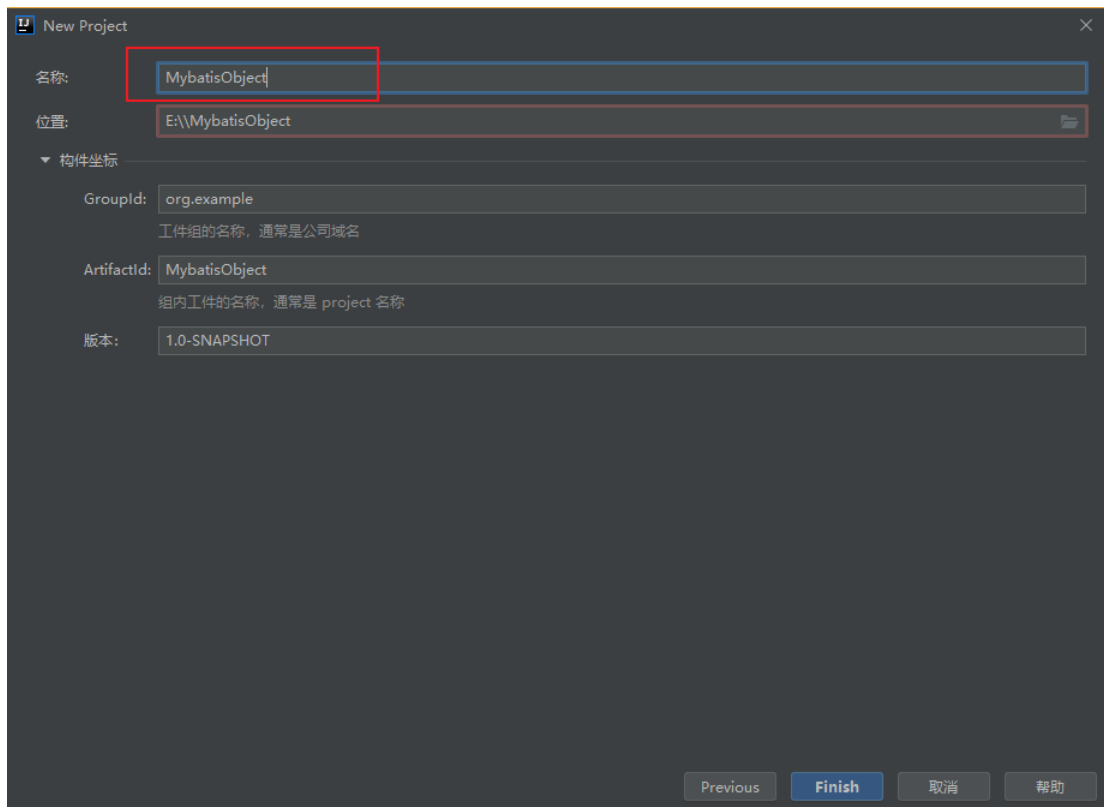 New Project
名称: MybatisObject
位置: E:\\MybatisObject
构件坐标
GroupId: org.example
工件组的名称，通常是公司域名
ArtifactId: MybatisObject
组内工件的名称，通常是 project 名称
版本: 1.0-SNAPSHOT
Previous Finish 取消 帮助